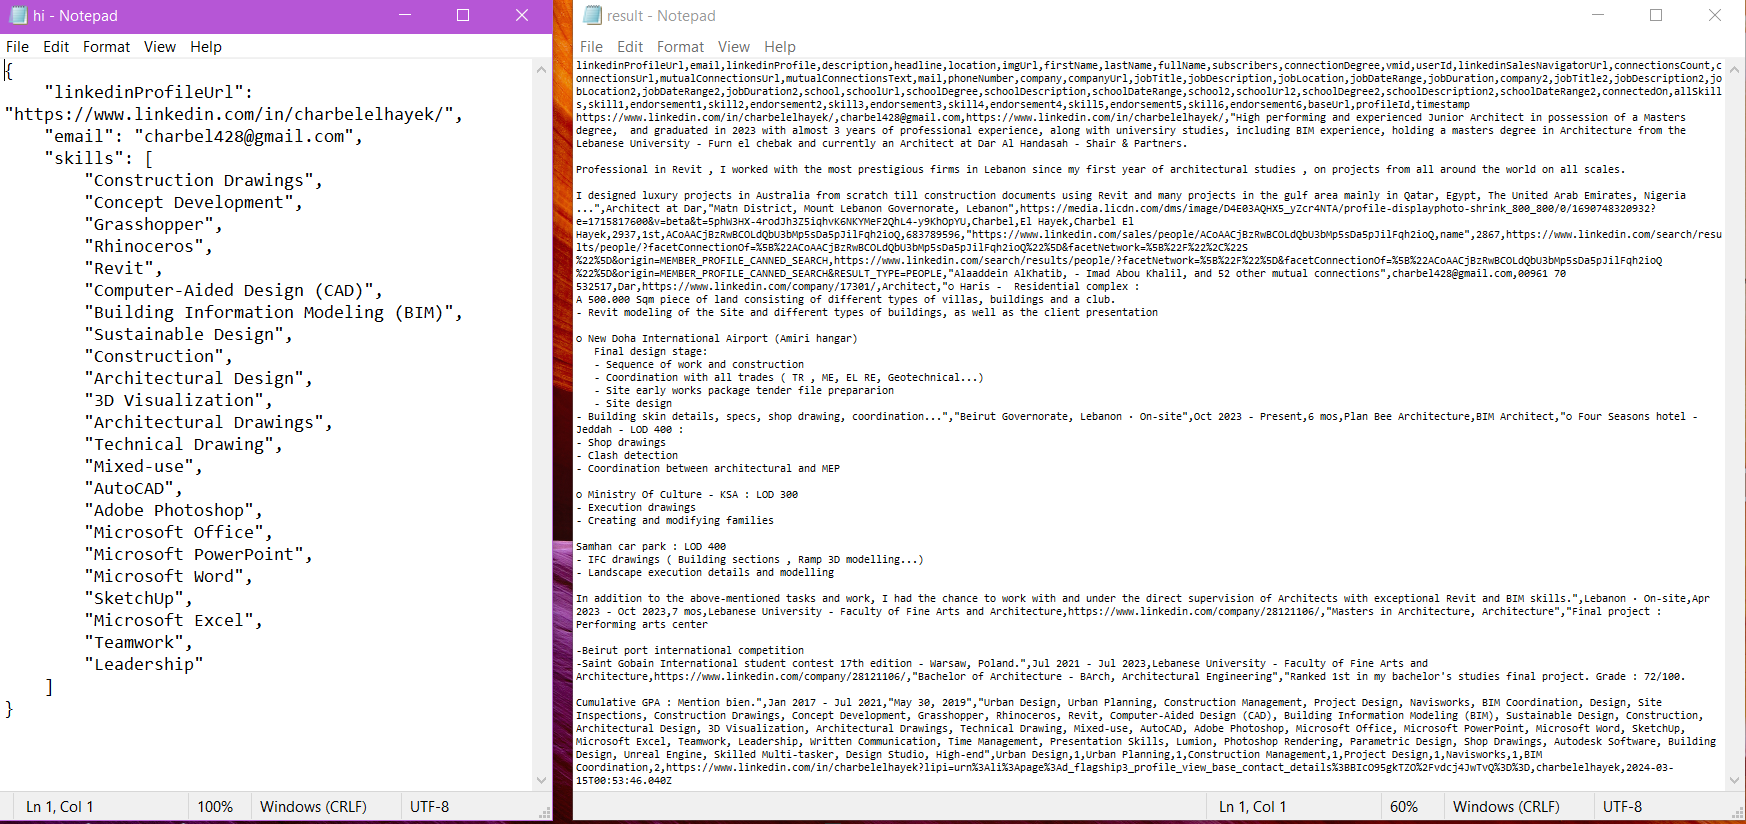 hi - Notepad
File Edit Format View Help
{
"linkedinProfileUrl":
"https://www.linkedin.com/in/charbelelhayek/",
"email": "charbel428@gmail.com",
"skills": [
"Construction Drawings",
"Concept Development",
"Grasshopper",
"Rhinoceros",
"Revit",
"Computer-Aided Design (CAD)",
"Building Information Modeling (BIM)",
"Sustainable Design",
"Construction",
"Architectural Design",
"3D Visualization",
"Architectural Drawings",
"Technical Drawing",
"Mixed-use",
"AutoCAD",
"Adobe Photoshop",
"Microsoft Office",
"Microsoft PowerPoint",
"Microsoft Word",
"SketchUp",
"Microsoft Excel",
"Teamwork",
"Leadership"
]
}
Ln 1, Col 1 100% Windows (CRLF) UTF-8
result - Notepad
File Edit Format View Help
linkedinProfileUrl,email,linkedinProfile,description,headline,location,imgUrl,firstName,lastName,fullName,subscribers,connectionDegree,vmid,userId,linkedinSalesNavigatorUrl,connectionsCount,c
onnectionsUrl,mutualConnectionsUrl,mutualConnectionsText,mail,phoneNumber,company,companyUrl,jobTitle,jobDescription,jobLocation,jobDateRange,jobDuration,company2,jobTitle2,jobDescription2,jo
bLocation2,jobDateRange2,jobDuration2,school,schoolUrl,schoolDegree,schoolDescription,schoolDateRange,school2,schoolUrl2,schoolDegree2,schoolDescription2,schoolDateRange2,connectedOn,allSkill
s,skill1,endorsement1,skill2,endorsement2,skill3,endorsement3,skill4,endorsement4,skill5,endorsement5,skill6,endorsement6,baseUrl,profileId,timestamp
https://www.linkedin.com/in/charbelelhayek/,charbel428@gmail.com,https://www.linkedin.com/in/charbelelhayek/,"High performing and experienced Junior Architect in possession of a Masters
degree,  and graduated in 2023 with almost 3 years of professional experience, along with universiry studies, including BIM experience, holding a masters degree in Architecture from the
Lebanese University - Furn el chebak and currently an Architect at Dar Al Handasah - Shair & Partners.
Professional in Revit , I worked with the most prestigious firms in Lebanon since my first year of architectural studies , on projects from all around the world on all scales.
I designed luxury projects in Australia from scratch till construction documents using Revit and many projects in the gulf area mainly in Qatar, Egypt, The United Arab Emirates, Nigeria
...",Architect at Dar,"Matn District, Mount Lebanon Governorate, Lebanon",https://media.licdn.com/dms/image/D4E03AQHX5_yZcr4NTA/profile-displayphoto-shrink_800_800/0/1690748320932?
e=1715817600&v=beta&t=5phW3HX-4rodJh3Z5iqhvKGNKYMeF2QhL4-y9KhOpYU,Charbel,El Hayek,Charbel El
Hayek,2937,1st,ACoAACjBzRwBCOLdQbU3bMp5sDa5pJilFqh2ioQ,683789596,"https://www.linkedin.com/sales/people/ACoAACjBzRwBCOLdQbU3bMp5sDa5pJilFqh2ioQ,name",2867,https://www.linkedin.com/search/resu
lts/people/?facetConnectionOf=%5B%22ACoAACjBzRwBCOLdQbU3bMp5sDa5pJilFqh2ioQ%22%5D&facetNetwork=%5B%22F%22%2C%22S
%22%5D&origin=MEMBER_PROFILE_CANNED_SEARCH,https://www.linkedin.com/search/results/people/?facetNetwork=%5B%22F%22%5D&facetConnectionOf=%5B%22ACoAACjBzRwBCOLdQbU3bMp5sDa5pJilFqh2ioQ
%22%5D&origin=MEMBER_PROFILE_CANNED_SEARCH&RESULT_TYPE=PEOPLE,"Alaaddein AlKhatib, - Imad Abou Khalil, and 52 other mutual connections",charbel428@gmail.com,00961 70
532517,Dar,https://www.linkedin.com/company/17301/,Architect,"o Haris -  Residential complex :
A 500.000 Sqm piece of land consisting of different types of villas, buildings and a club.
- Revit modeling of the Site and different types of buildings, as well as the client presentation
o New Doha International Airport (Amiri hangar)
Final design stage:
- Sequence of work and construction
- Coordination with all trades ( TR , ME, EL RE, Geotechnical...)
- Site early works package tender file prepararion
- Site design
- Building skin details, specs, shop drawing, coordination...","Beirut Governorate, Lebanon · On-site",Oct 2023 - Present,6 mos,Plan Bee Architecture,BIM Architect,"o Four Seasons hotel -
Jeddah - LOD 400 :
- Shop drawings
- Clash detection
- Coordination between architectural and MEP
o Ministry Of Culture - KSA : LOD 300
- Execution drawings
- Creating and modifying families
Samhan car park : LOD 400
- IFC drawings ( Building sections , Ramp 3D modelling...)
- Landscape execution details and modelling
In addition to the above-mentioned tasks and work, I had the chance to work with and under the direct supervision of Architects with exceptional Revit and BIM skills.",Lebanon · On-site,Apr
2023 - Oct 2023,7 mos,Lebanese University - Faculty of Fine Arts and Architecture,https://www.linkedin.com/company/28121106/,"Masters in Architecture, Architecture","Final project :
Performing arts center
-Beirut port international competition
-Saint Gobain International student contest 17th edition - Warsaw, Poland.",Jul 2021 - Jul 2023,Lebanese University - Faculty of Fine Arts and
Architecture,https://www.linkedin.com/company/28121106/,"Bachelor of Architecture - BArch, Architectural Engineering","Ranked 1st in my bachelor's studies final project. Grade : 72/100.
Cumulative GPA : Mention bien.",Jan 2017 - Jul 2021,"May 30, 2019","Urban Design, Urban Planning, Construction Management, Project Design, Navisworks, BIM Coordination, Design, Site
Inspections, Construction Drawings, Concept Development, Grasshopper, Rhinoceros, Revit, Computer-Aided Design (CAD), Building Information Modeling (BIM), Sustainable Design, Construction,
Architectural Design, 3D Visualization, Architectural Drawings, Technical Drawing, Mixed-use, AutoCAD, Adobe Photoshop, Microsoft Office, Microsoft PowerPoint, Microsoft Word, SketchUp,
Microsoft Excel, Teamwork, Leadership, Written Communication, Time Management, Presentation Skills, Lumion, Photoshop Rendering, Parametric Design, Shop Drawings, Autodesk Software, Building
Design, Unreal Engine, Skilled Multi-tasker, Design Studio, High-end",Urban Design,1,Urban Planning,1,Construction Management,1,Project Design,1,Navisworks,1,BIM
Coordination,2,https://www.linkedin.com/in/charbelelhayek?lipi=urn%3Ali%3Apage%3Ad_flagship3_profile_view_base_contact_details%3BBIcO95gkTZO%2Fvdcj4JwTvQ%3D%3D,charbelelhayek,2024-03-
15T00:53:46.040Z
Ln 1, Col 1 60% Windows (CRLF) UTF-8